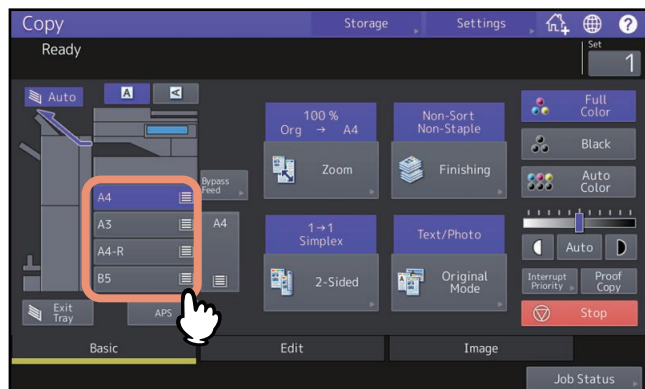 Copy
Storage
Settings
?
Ready
Set
1
Auto
A
A
Bypass
Feed
A4
A3
A4-R
B5
A4
Exit
Tray
APS
100 %
Org → A4
Zoom
Non-Sort
Non-Staple
Finishing
1→1
Simplex
2-Sided
Text/Photo
Original
Mode
Full
Color
Black
Auto
Color
Auto
Interrupt
Priority
Proof
Copy
Stop
Basic
Edit
Image
Job Status